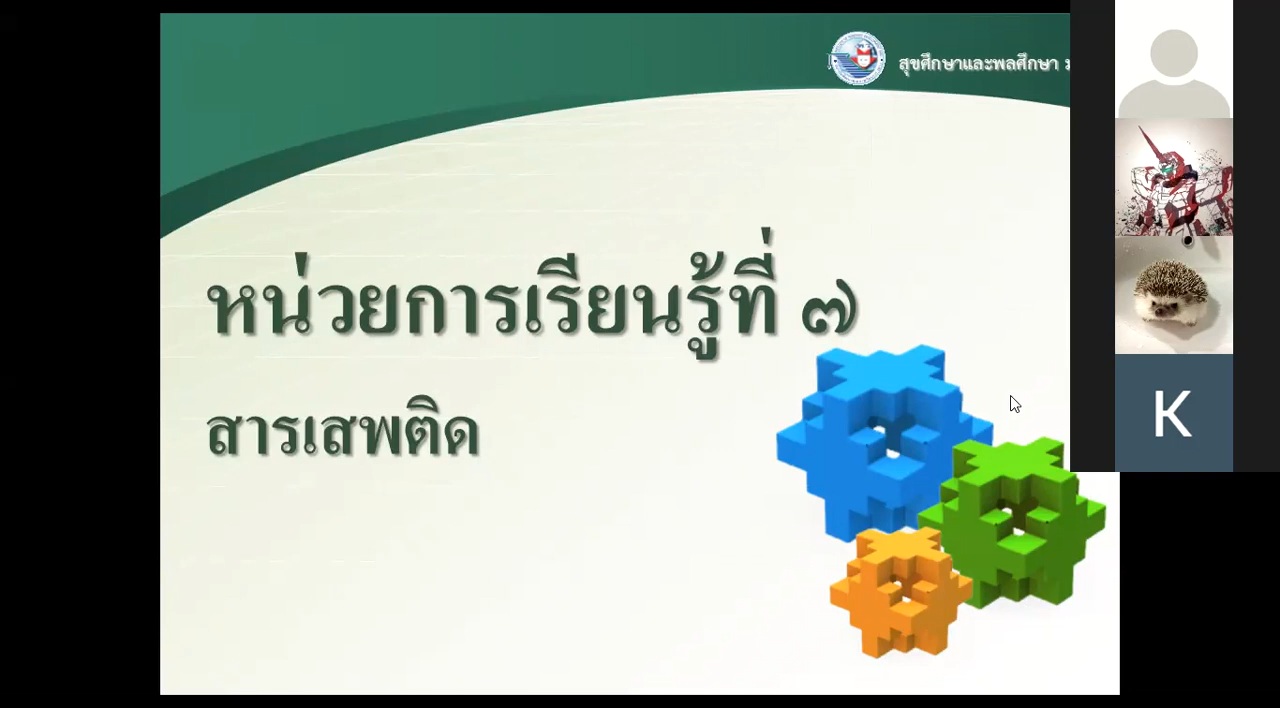 สุขศึกษาและพลศึกษา
หน่วยการเรียนรู้ที่ ๗
สารเสพติด
K